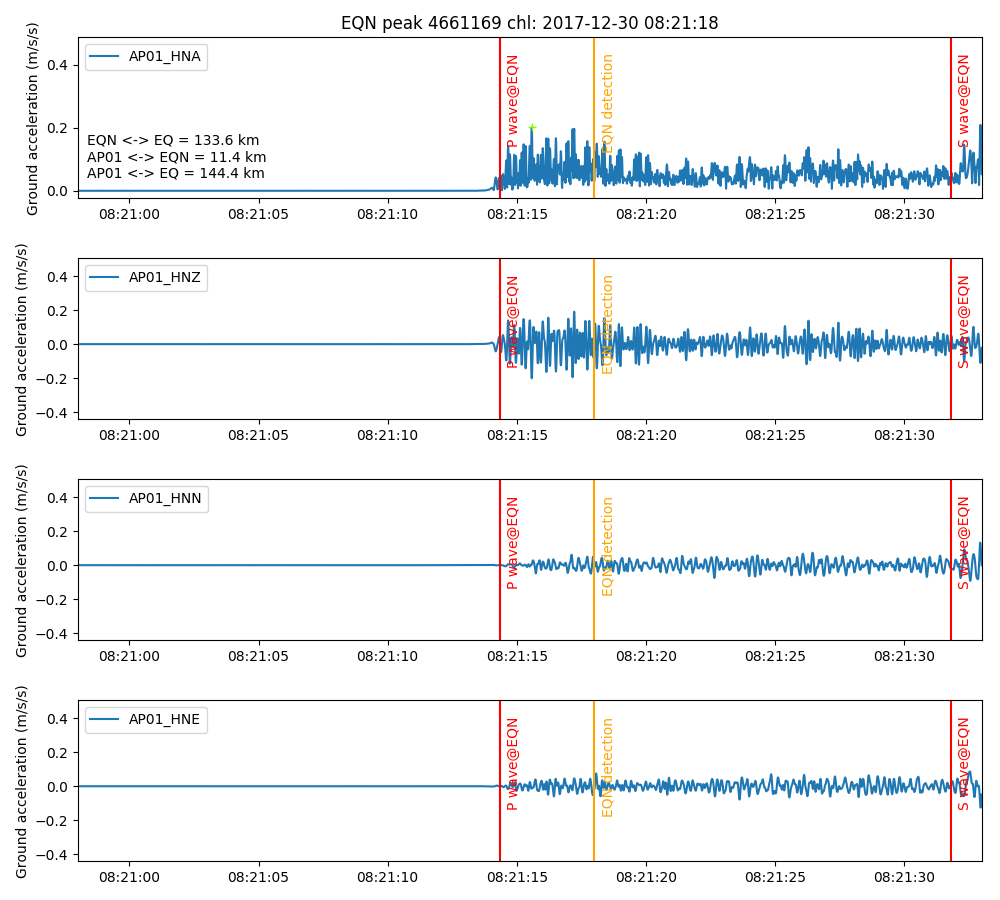 EQN peak 4661169 chl: 2017-12-30 08:21:18
Ground acceleration (m/s/s)
0.4
0.2
0.0
AP01_HNA
EQN <-> EQ = 133.6 km
AP01 <-> EQN = 11.4 km
AP01 <-> EQ = 144.4 km
P wave@EQN
EQN detection
S wave@EQN
08:21:00
08:21:05
08:21:10
08:21:15
08:21:20
08:21:25
08:21:30
Ground acceleration (m/s/s)
0.4
0.2
0.0
−0.2
−0.4
AP01_HNZ
P wave@EQN
EQN detection
S wave@EQN
08:21:00
08:21:05
08:21:10
08:21:15
08:21:20
08:21:25
08:21:30
Ground acceleration (m/s/s)
0.4
0.2
0.0
−0.2
−0.4
AP01_HNN
P wave@EQN
EQN detection
S wave@EQN
08:21:00
08:21:05
08:21:10
08:21:15
08:21:20
08:21:25
08:21:30
Ground acceleration (m/s/s)
0.4
0.2
0.0
−0.2
−0.4
AP01_HNE
P wave@EQN
EQN detection
S wave@EQN
08:21:00
08:21:05
08:21:10
08:21:15
08:21:20
08:21:25
08:21:30